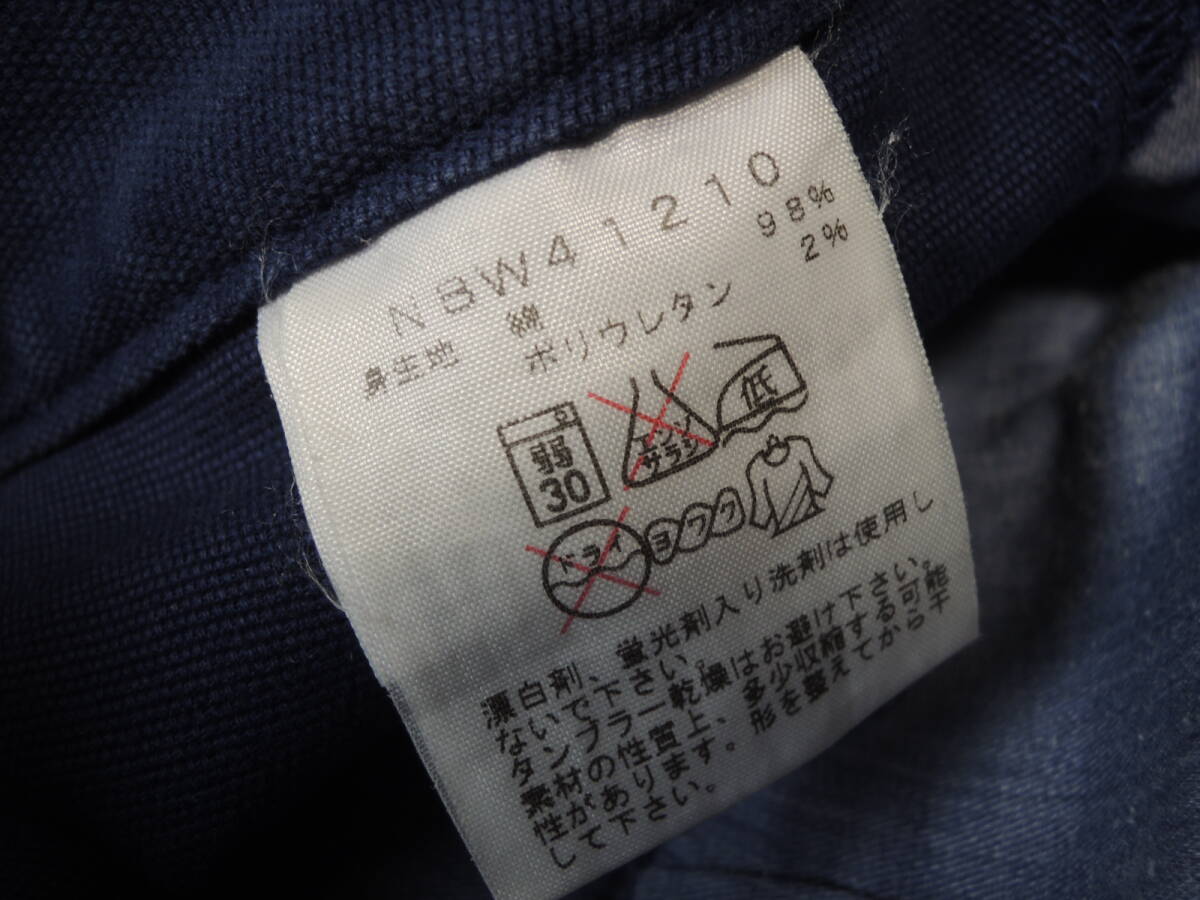 NBW41210
身生地 綿 98%
ポリウレタン 2%
弱
30
エンソ
サラシ
低
ドライ
ヨワク
漂白剤、蛍光剤入り洗剤は使用し
ないで下さい。
タンブラー乾燥はお避け下さい。
素材の性質上、多少収縮する可能
性があります。形を整えてから干
して下さい。